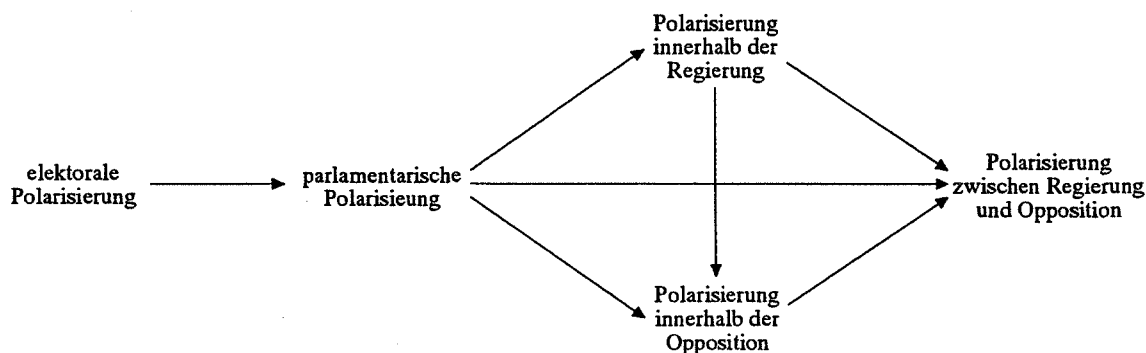 Polarisierung
innerhalb der
Regierung
elektorale
Polarisierung
parlamentarische
Polarisieung
Polarisierung
zwischen Regierung
und Opposition
Polarisierung
innerhalb der
Opposition